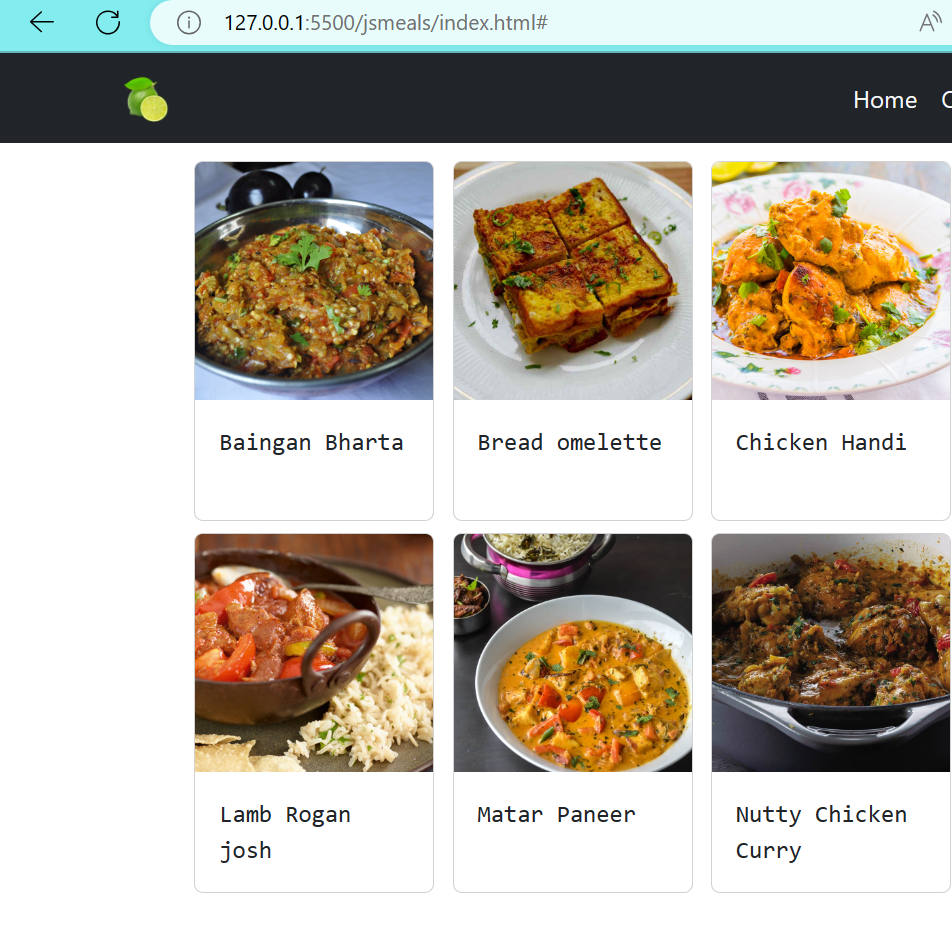 127.0.0.1:5500/jsmeals/index.html#
Home
Baingan Bharta
Bread omelette
Chicken Handi
Lamb Rogan
josh
Matar Paneer
Nutty Chicken
Curry